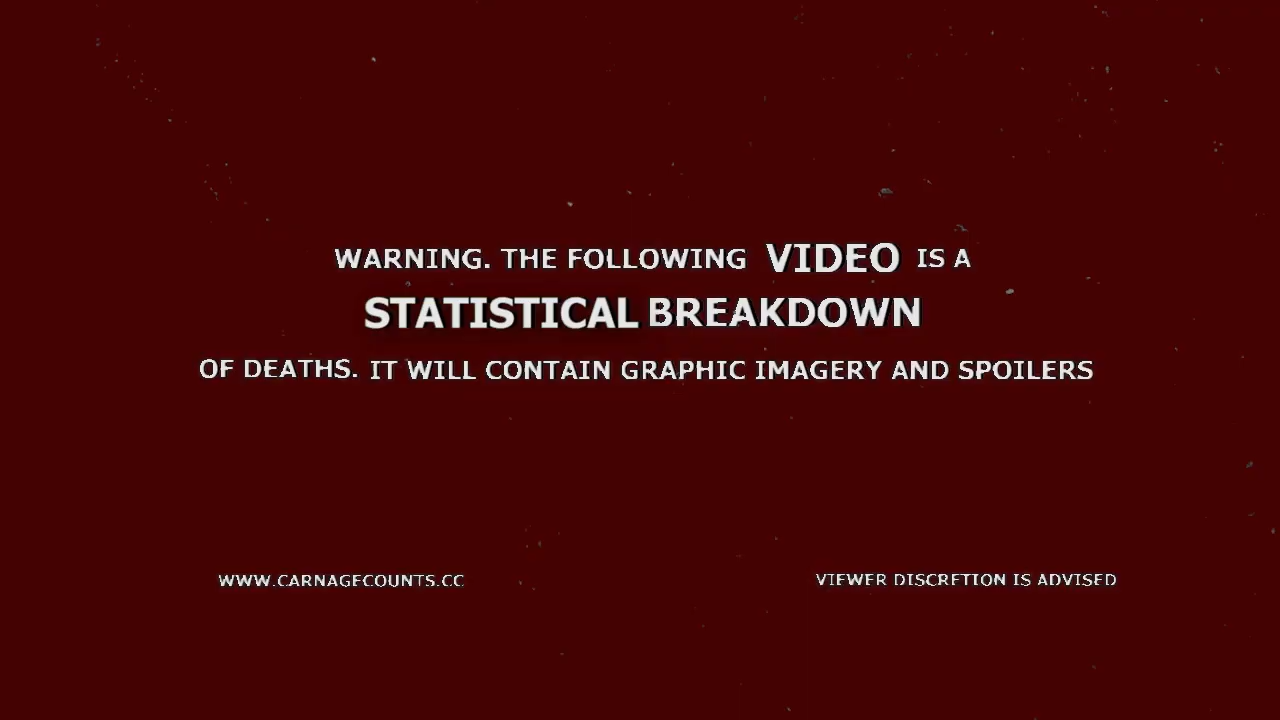 WARNING. THE FOLLOWING VIDEO IS A
STATISTICAL BREAKDOWN
OF DEATHS. IT WILL CONTAIN GRAPHIC IMAGERY AND SPOILERS
WWW.CARNAGECOUNTS.CC
VIEWER DISCRETION IS ADVISED